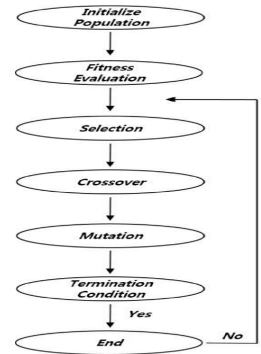 Initialize
Population
Fitness
Evaluation
Selection
Crossover
Mutation
Termination
Condition
Yes
End
No